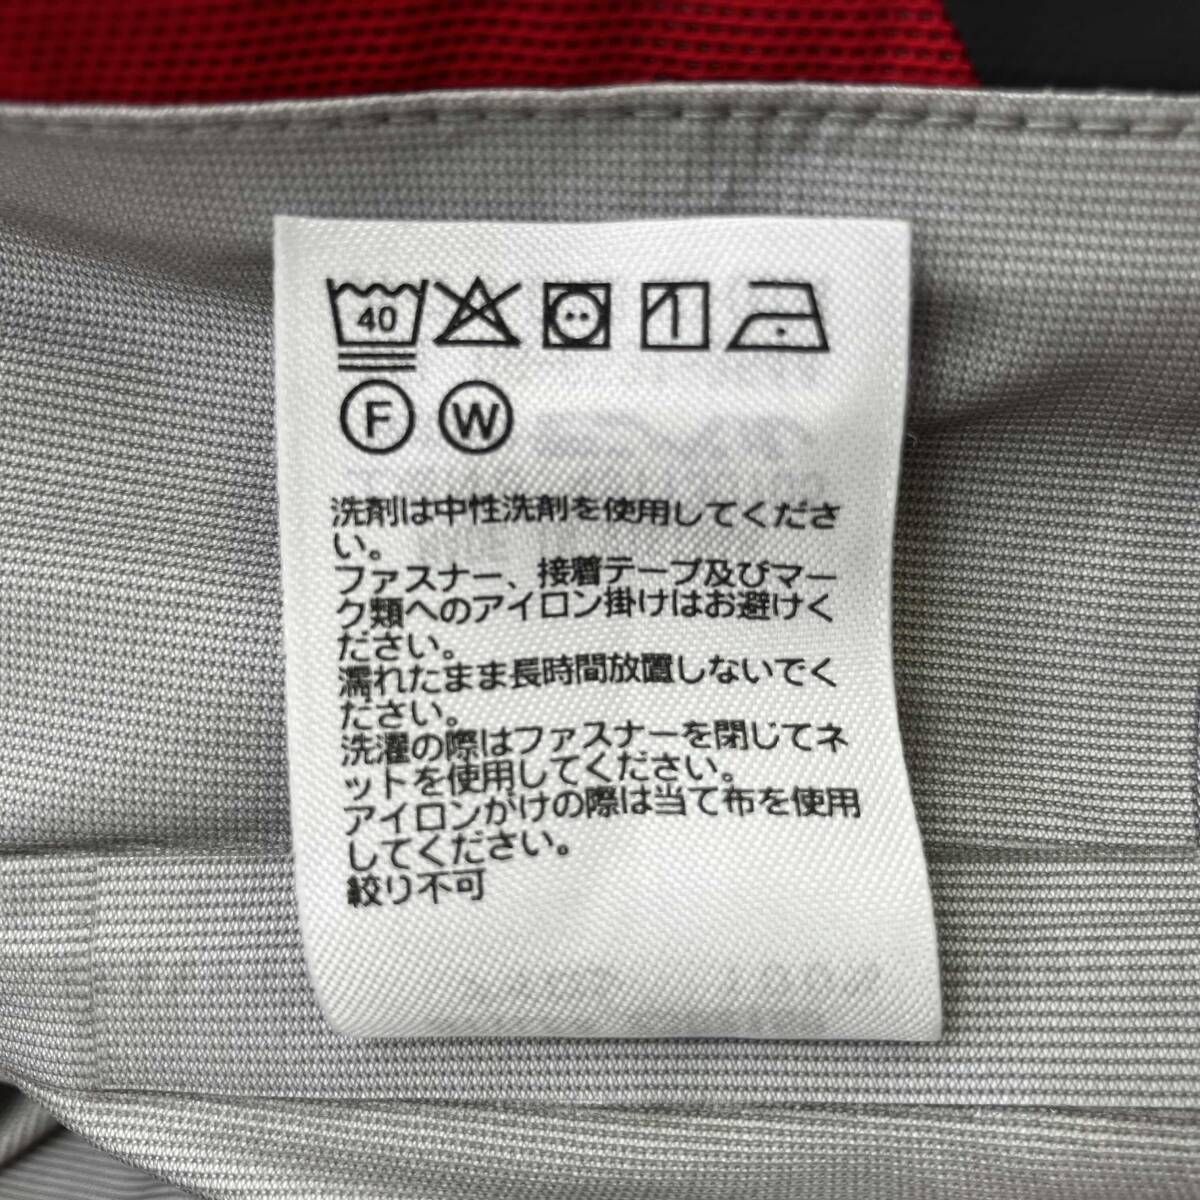 40
F W
洗剤は中性洗剤を使用してくださ
い。
ファスナー、接着テープ及びマー
ク類へのアイロン掛けはお避けく
ださい。
濡れたまま長時間放置しないでく
ださい。
洗濯の際はファスナーを閉じてネ
ットを使用してください。
アイロンがけの際は当て布を使用
してください。
絞り不可